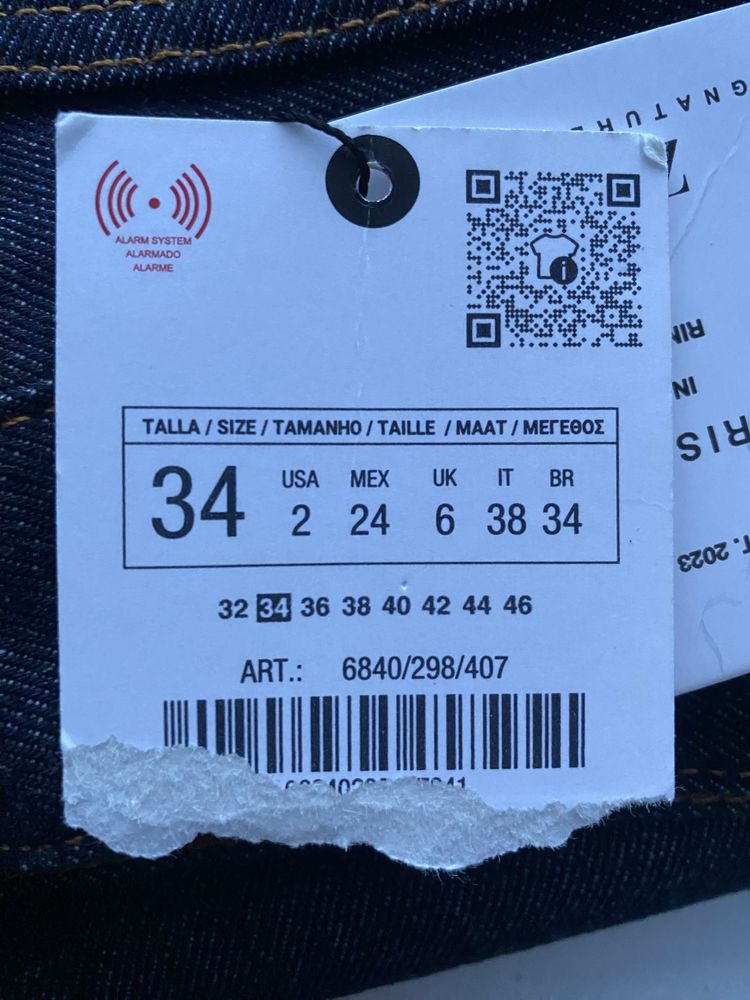 ALARM SYSTEM
ALARMADO
ALARME
TALLA / SIZE / TAMANHO / TAILLE / MAAT / ΜΕΓΕΘΟΣ
34
USA MEX UK IT BR
2 24 6 38 34
32 34 36 38 40 42 44 46
ART.: 6840/298/407
2023